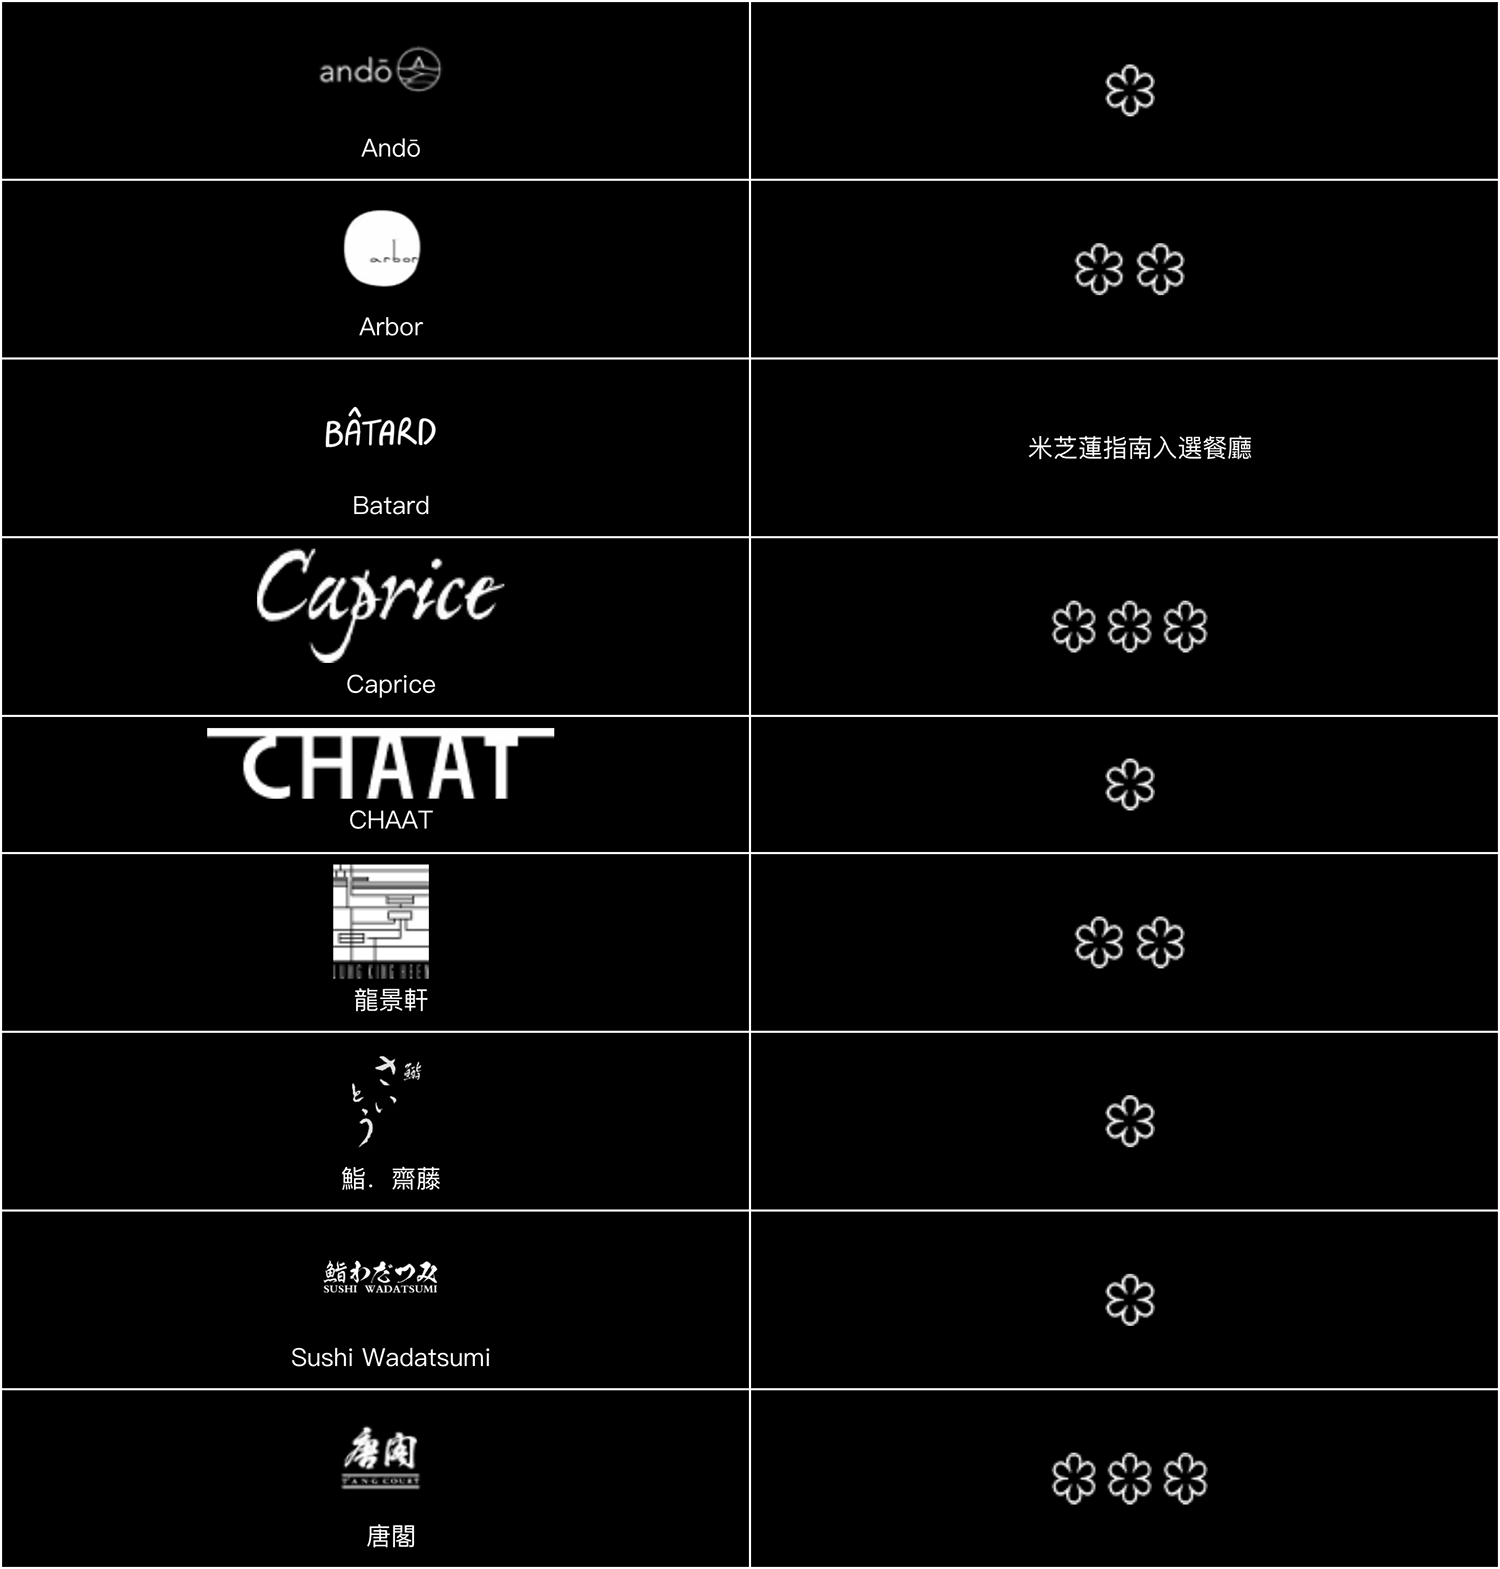 andō
Andō
arbor
Arbor
BÂTARD
Batard
米芝蓮指南入選餐廳
Caprice
Caprice
CHAAT
CHAAT
LUNG KING HEEN
龍景軒
鮨
さい
とう
鮨．齋藤
鮨わだつみ
SUSHI WADATSUMI
Sushi Wadatsumi
唐閣
TANG COURT
唐閣